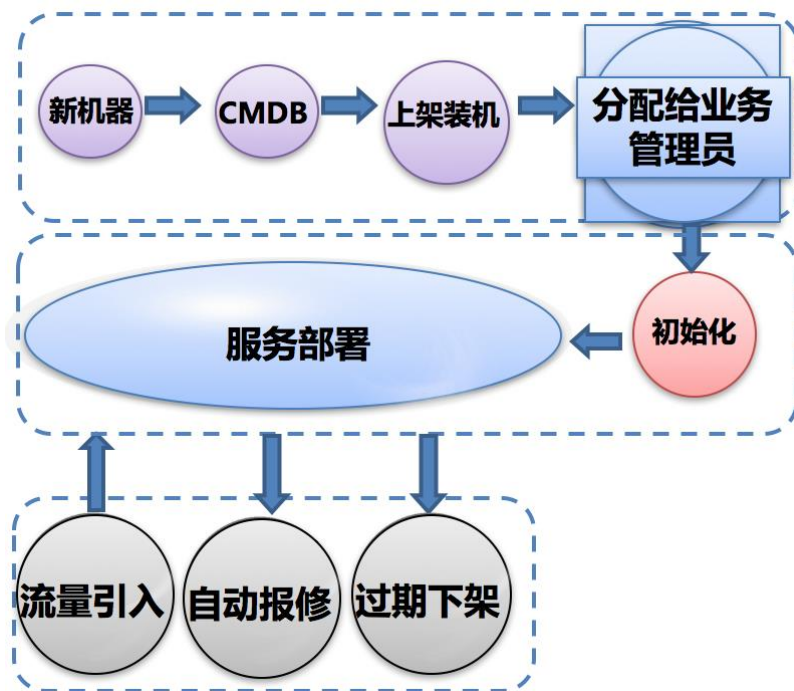 新机器
CMDB
上架装机
分配给业务
管理员
初始化
服务部署
流量引入
自动报修
过期下架